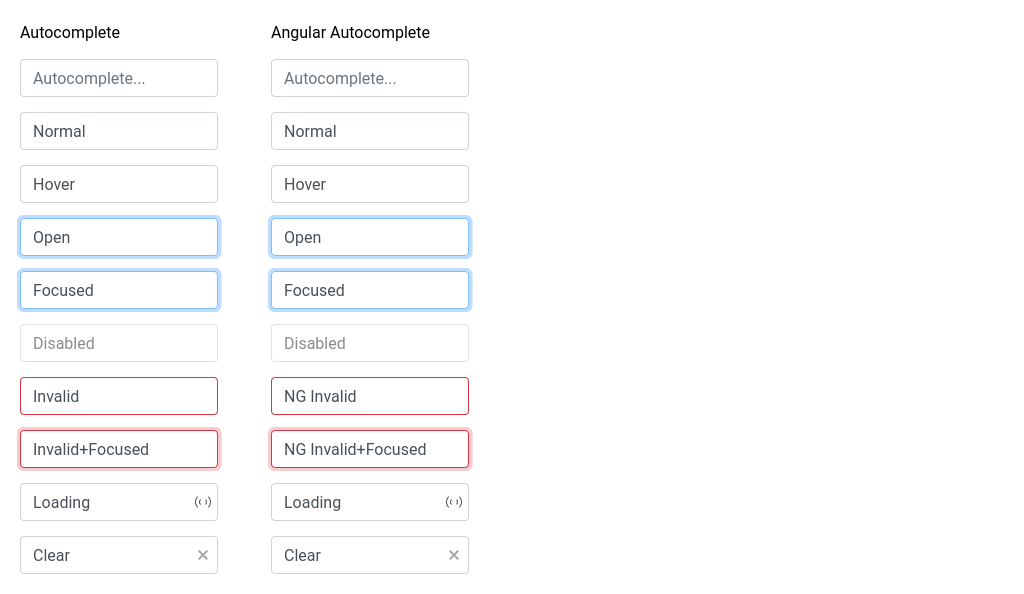 Autocomplete
Autocomplete...
Normal
Hover
Open
Focused
Disabled
Invalid
Invalid+Focused
Loading
Clear
Angular Autocomplete
Autocomplete...
Normal
Hover
Open
Focused
Disabled
NG Invalid
NG Invalid+Focused
Loading
Clear